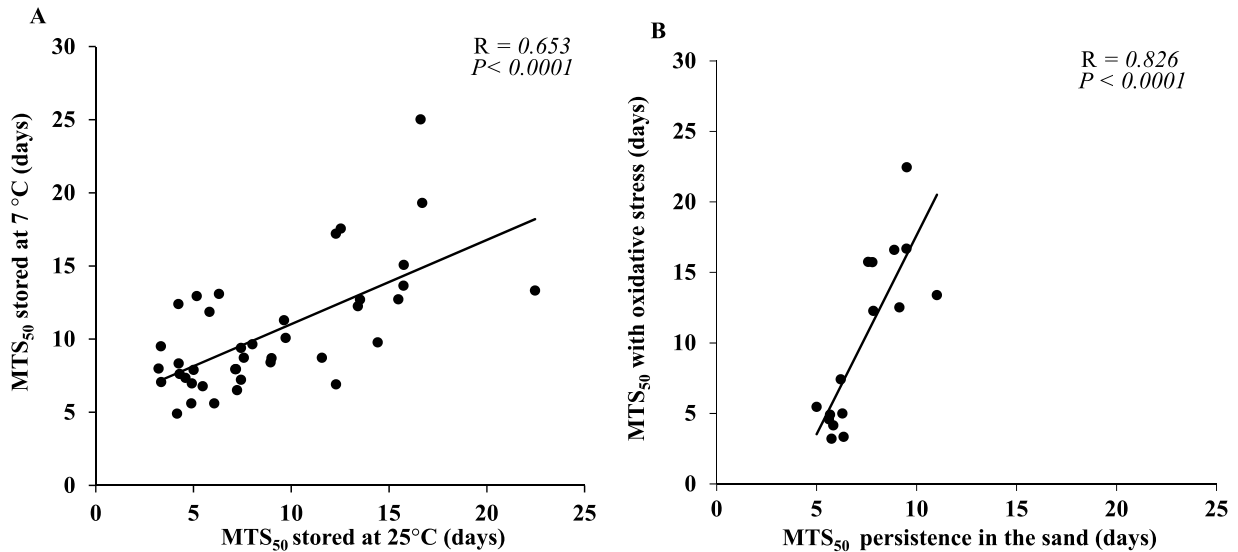 A
R = 0.653
P< 0.0001
MTS50 stored at 7 °C (days)
30
25
20
15
10
5
0
0 5 10 15 20 25
MTS50 stored at 25°C (days)
B
R = 0.826
P < 0.0001
MTS50 with oxidative stress (days)
30
25
20
15
10
5
0
0 5 10 15 20 25
MTS50 persistence in the sand (days)